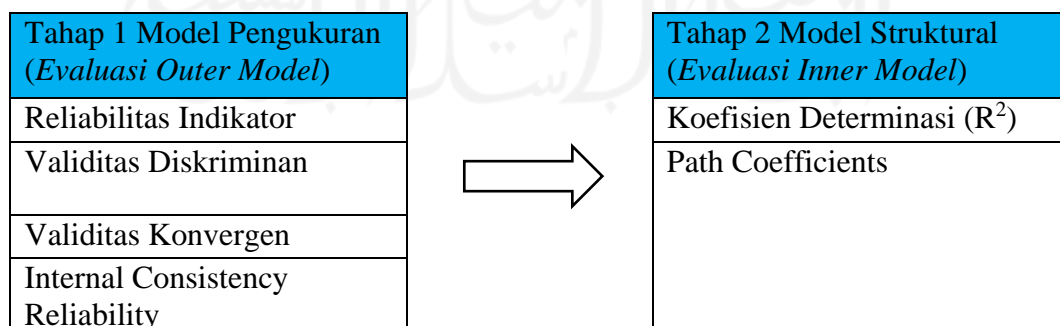 Tahap 1 Model Pengukuran
(Evaluasi Outer Model)
Reliabilitas Indikator
Validitas Diskriminan
Validitas Konvergen
Internal Consistency
Reliability
Tahap 2 Model Struktural
(Evaluasi Inner Model)
Koefisien Determinasi (R²)
Path Coefficients